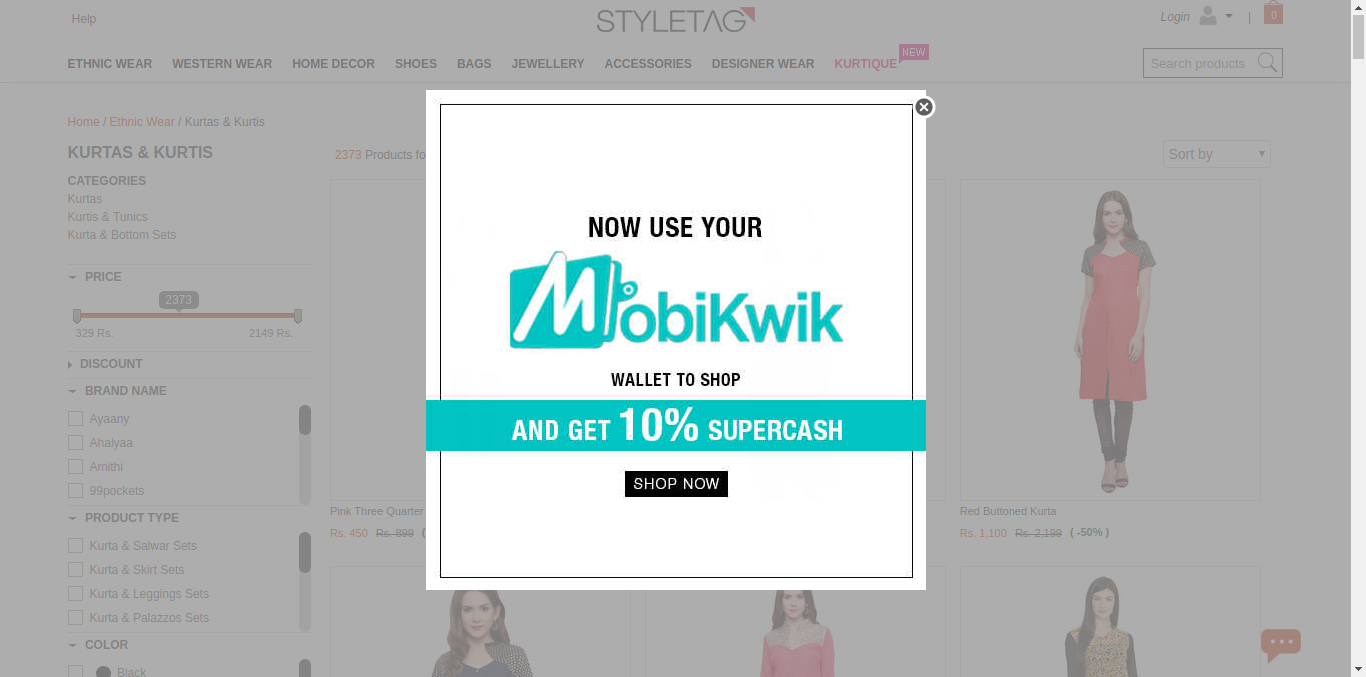 Help
STYLETAG
Login
|
0
ETHNIC WEAR WESTERN WEAR HOME DECOR SHOES BAGS JEWELLERY ACCESSORIES DESIGNER WEAR KURTIQUE NEW
Search products
Home / Ethnic Wear / Kurtas & Kurtis
KURTAS & KURTIS
2373 Products fo
Sort by
CATEGORIES
Kurtas
Kurtis & Tunics
Kurta & Bottom Sets
PRICE
2373
329 Rs. 2149 Rs.
DISCOUNT
BRAND NAME
Ayaany
Ahalyaa
Amithi
99pockets
PRODUCT TYPE
Kurta & Salwar Sets
Kurta & Skirt Sets
Kurta & Leggings Sets
Kurta & Palazzos Sets
COLOR
Black
NOW USE YOUR
MobiKwik
WALLET TO SHOP
AND GET 10% SUPERCASH
SHOP NOW
Pink Three Quarter
Rs. 450 Rs. 899 (
Red Buttoned Kurta
Rs. 1,100 Rs. 2,199 ( -50% )